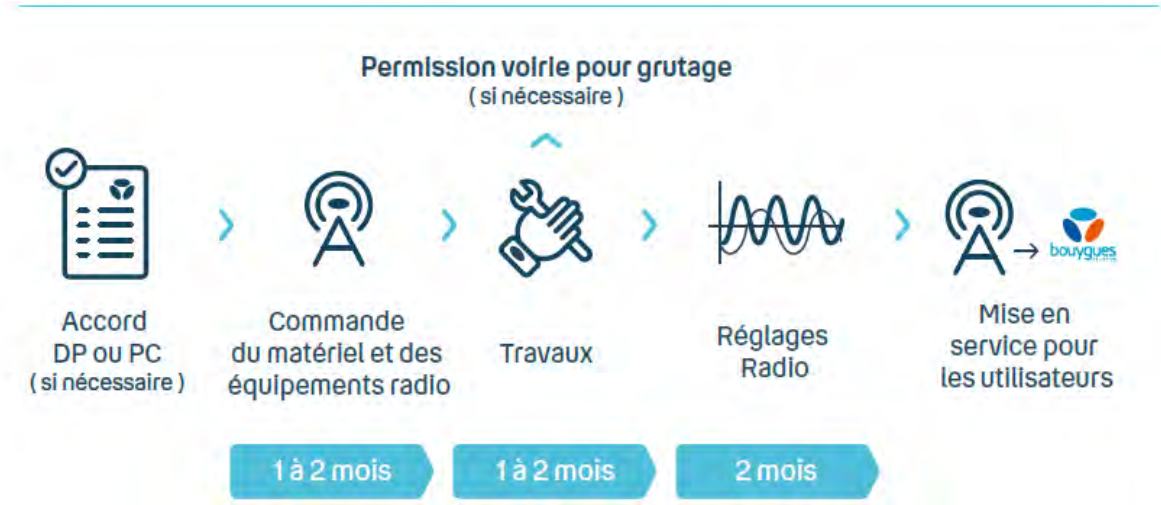 Permission voirie pour grutage
( si nécessaire )
Accord
DP ou PC
( si nécessaire )
Commande
du matériel et des
équipements radio
Travaux
Réglages
Radio
bouygues
Mise en
service pour
les utilisateurs
1 à 2 mois
1 à 2 mois
2 mois